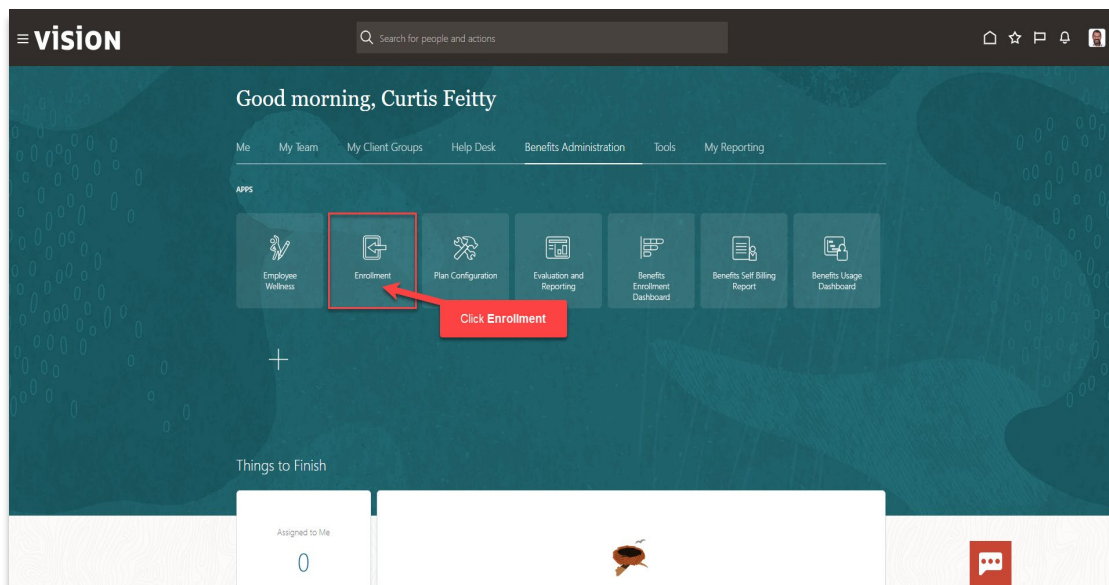 vision
Search for people and actions
Good morning, Curtis Feitty
Me My Team My Client Groups Help Desk Benefits Administration Tools My Reporting
APPS
Employee
Wellness
Enrollment
Plan Configuration
Evaluation and
Reporting
Benefits
Enrollment
Dashboard
Benefits Self Billing
Report
Benefits Usage
Dashboard
Click Enrollment
Things to Finish
Assigned to Me
0